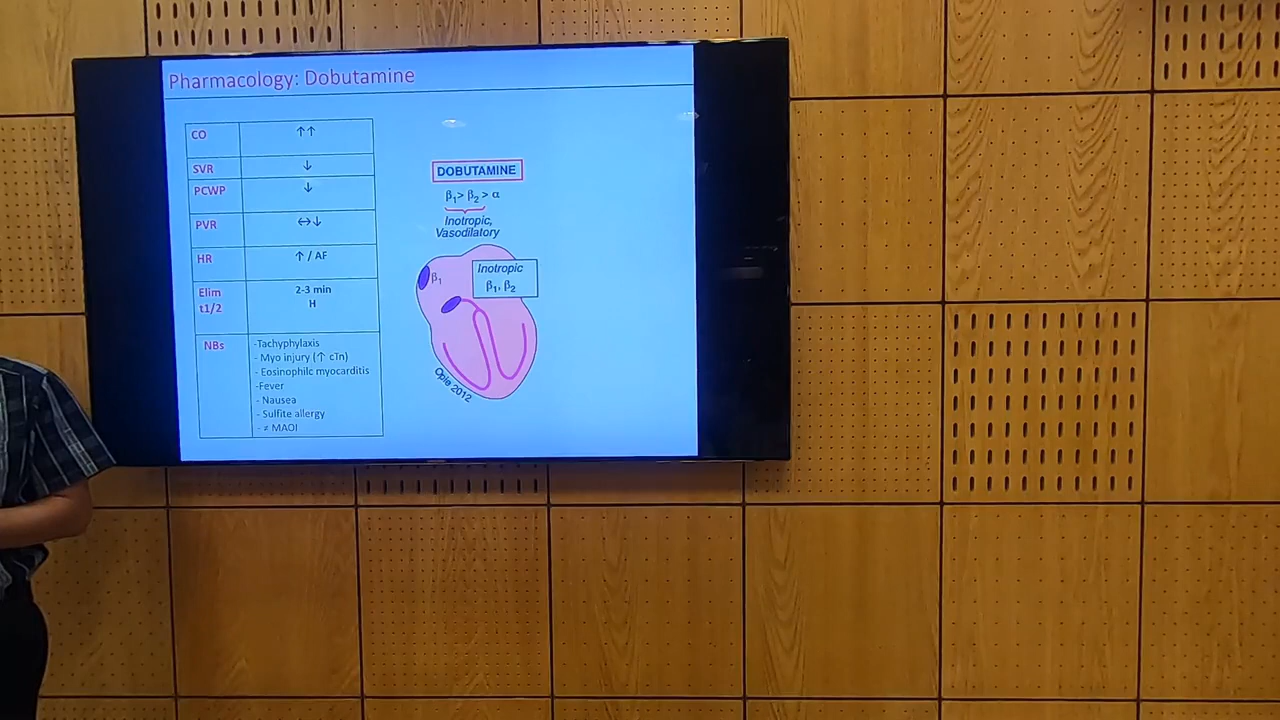 Pharmacology: Dobutamine
CO ↑↑
SVR ↓
PCWP ↓
PVR ↔↓
HR ↑ / AF
Elim 2-3 min
t1/2 H
NBs -Tachyphylaxis
- Myo injury (↑ cTn)
- Eosinophilc myocarditis
-Fever
- Nausea
- Sulfite allergy
- ≠ MAOI
DOBUTAMINE
β1> β2 > α
Inotropic,
Vasodilatory
β1
Inotropic
β1, β2
Opie 2012